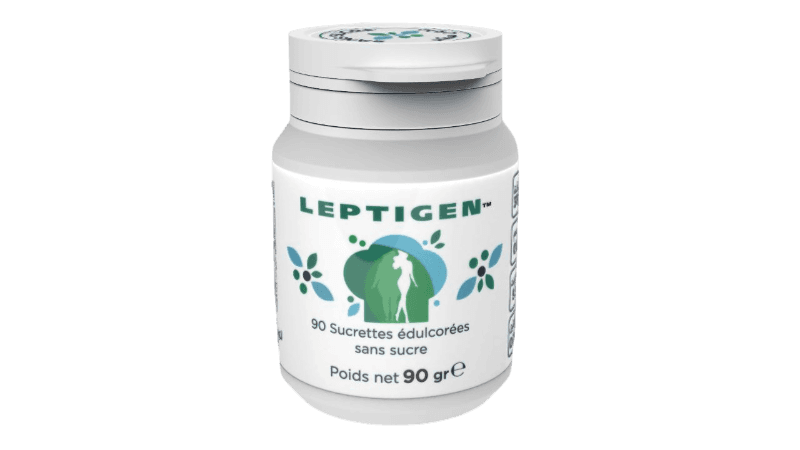 LEPTIGEN™
90 Sucrettes édulcorées
sans sucre
Poids net 90 gr℮